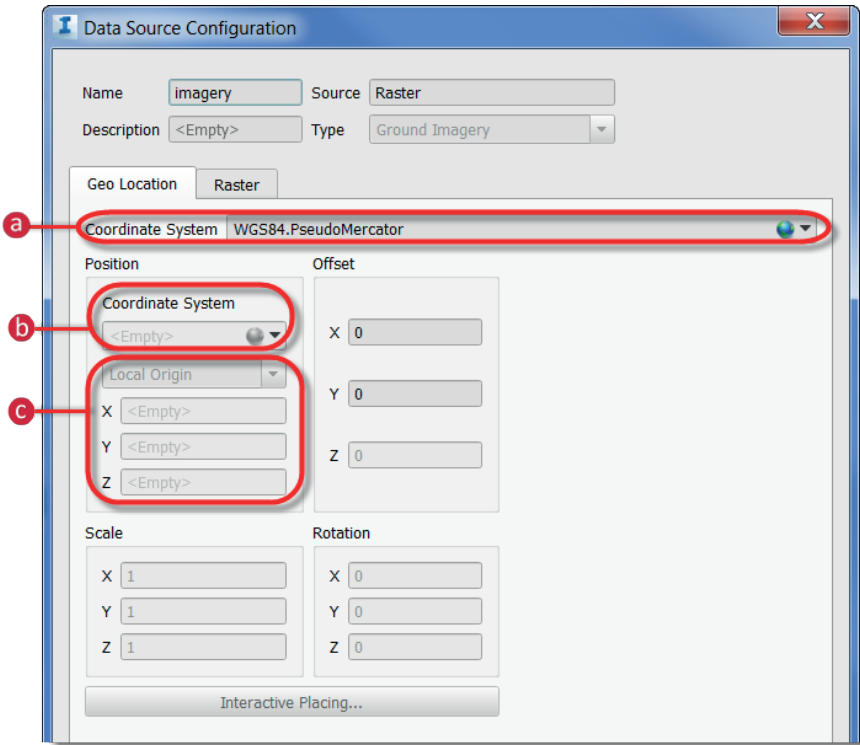 Data Source Configuration
Name imagery Source Raster
Description <Empty> Type Ground Imagery
Geo Location Raster
a Coordinate System WGS84.PseudoMercator
Position Offset
Coordinate System
b <Empty> X 0
Local Origin
Y 0
c X <Empty>
Y <Empty>
Z 0
Z <Empty>
Scale Rotation
X 1 X 0
Y 1 Y 0
Z 1 Z 0
Interactive Placing...